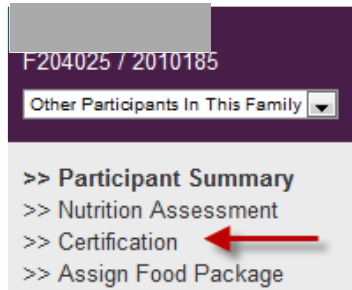 F204025 / 2010185
Other Participants In This Family
>> Participant Summary
>> Nutrition Assessment
>> Certification
>> Assign Food Package